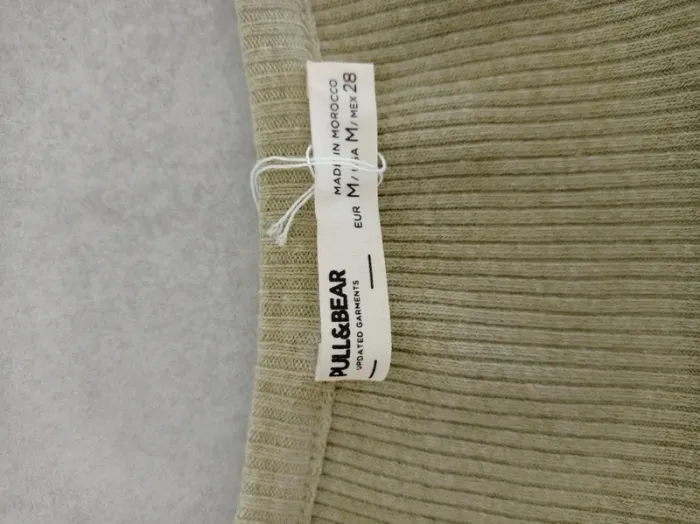 PULL&BEAR
UPDATED GARMENTS
MADE IN MOROCCO
EUR M/ USA M/ MEX 28